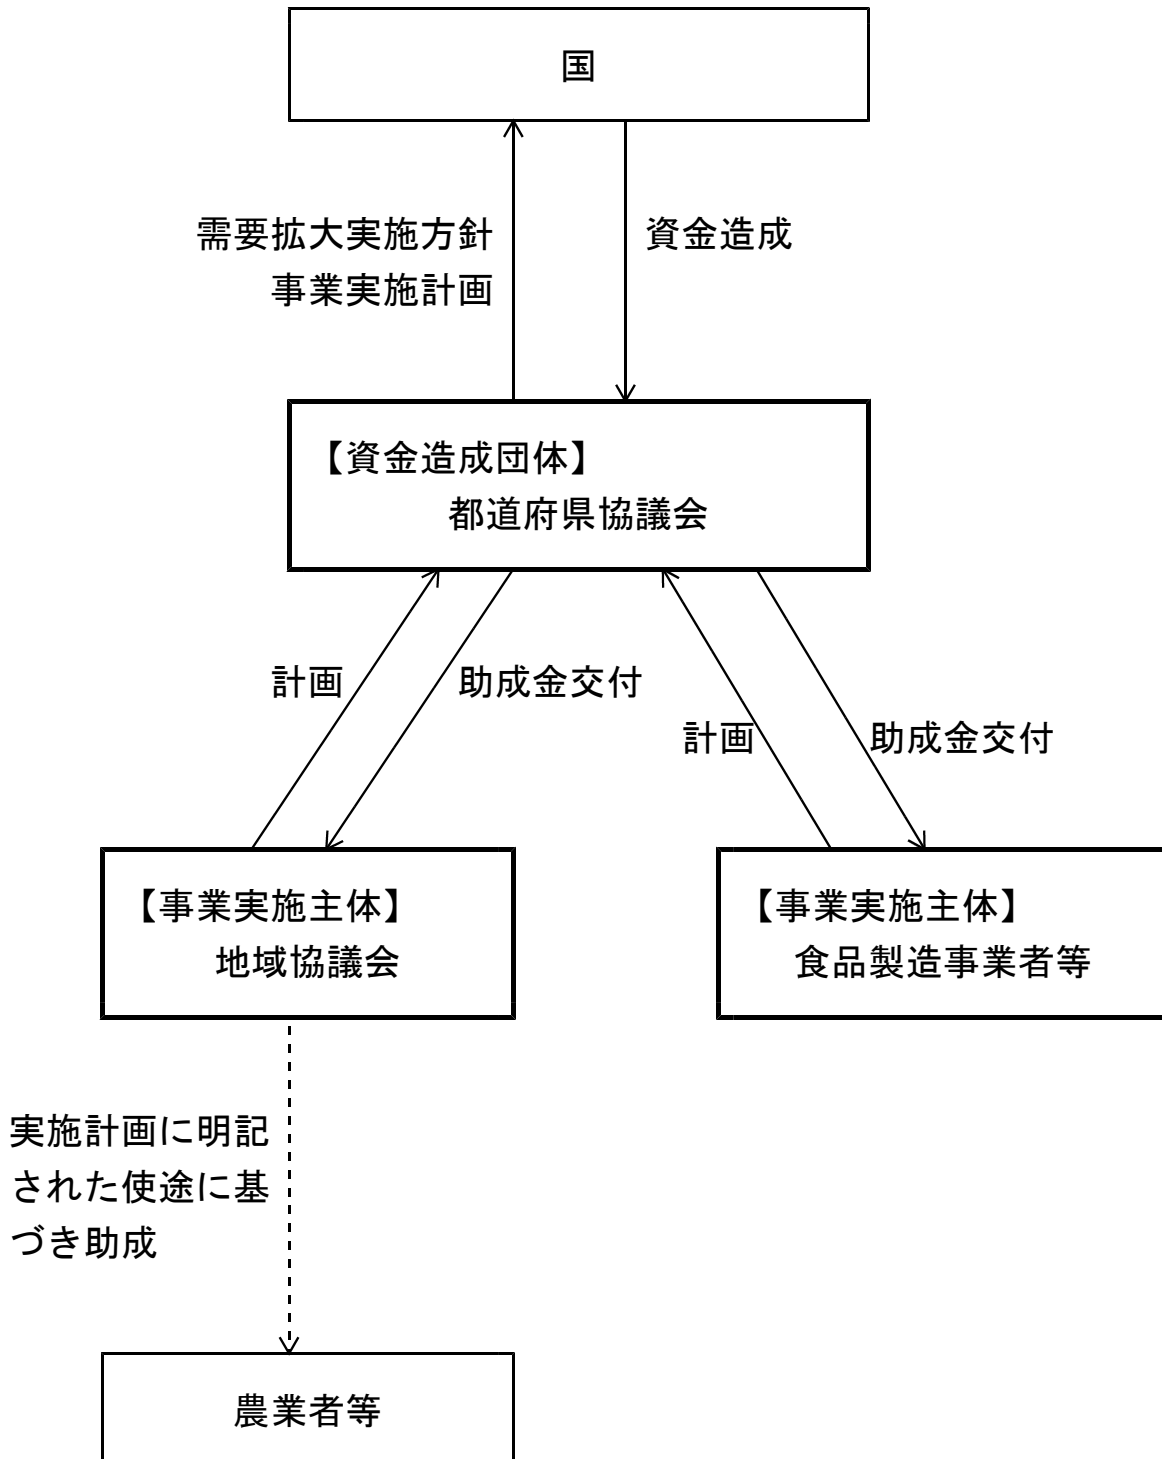 国
需要拡大実施方針
事業実施計画
資金造成
【資金造成団体】
都道府県協議会
計画
助成金交付
計画
助成金交付
【事業実施主体】
地域協議会
【事業実施主体】
食品製造事業者等
実施計画に明記
された使途に基
づき助成
農業者等